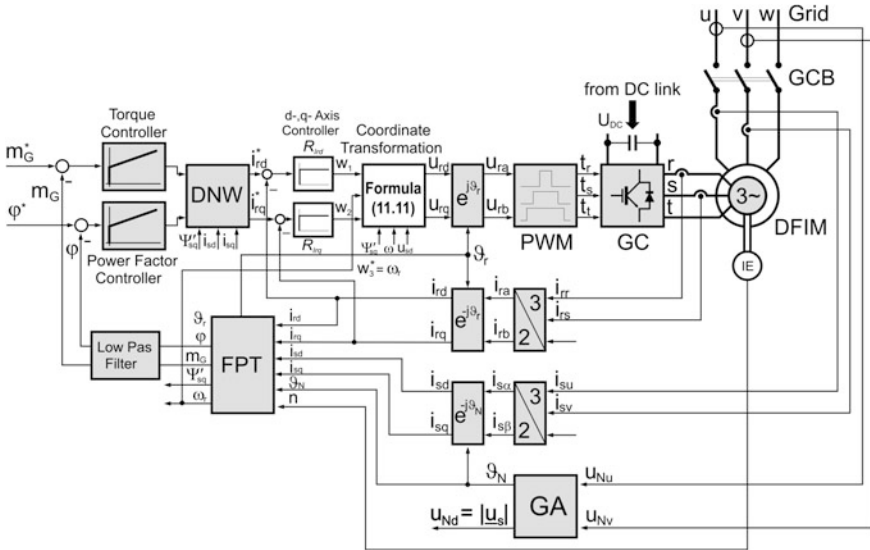 u v w Grid
GCB
from DC link
U_DC
Torque
Controller
d-,q- Axis
Controller
R_Ird
Coordinate
Transformation
m*_G
m_G
φ*
φ
-
-
Power Factor
Controller
DNW
Ψ'_sq i_sd i_sq
i*_rd
i*_rq
-
-
R_Irq
w_1
w_2
Formula
(11.11)
Ψ'_sq ω u_sd
w*_3 = ω_r
u_rd
u_rq
e^jϑ_r
ϑ_r
u_ra
u_rb
PWM
t_r
t_s
t_t
GC
r
s
t
3~
DFIM
IE
i_rd
i_rq
e^-jϑ_r
i_ra
i_rb
3
2
i_rr
i_rs
Low Pas
Filter
ϑ_r
φ
m_G
Ψ'_sq
ω_r
FPT
i_rd
i_rq
i_sd
i_sq
ϑ_N
n
i_sd
i_sq
e^-jϑ_N
i_sα
i_sβ
3
2
i_su
i_sv
ϑ_N
u_Nd = |u_s|
GA
u_Nu
u_Nv